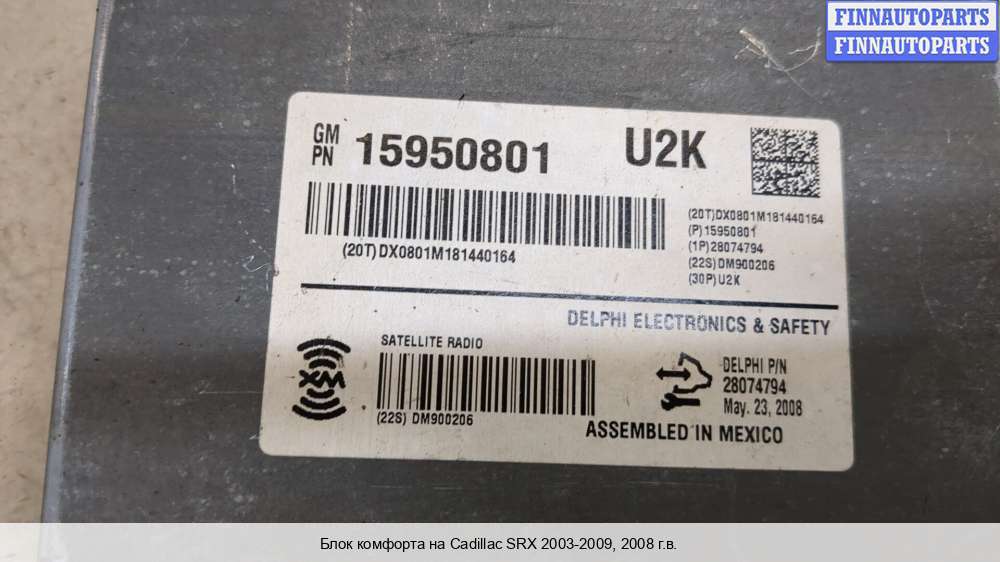 FINNAUTOPARTS
FINNAUTOPARTS
GM PN 15950801 U2K
(20T)DX0801M181440164
(20T)DX0801M181440164
(P)15950801
(1P)28074794
(22S)DM900206
(30P)U2K
DELPHI ELECTRONICS & SAFETY
SATELLITE RADIO
XM
(22S) DM900206
DELPHI P/N
28074794
May. 23, 2008
ASSEMBLED IN MEXICO
Блок комфорта на Cadillac SRX 2003-2009, 2008 г.в.